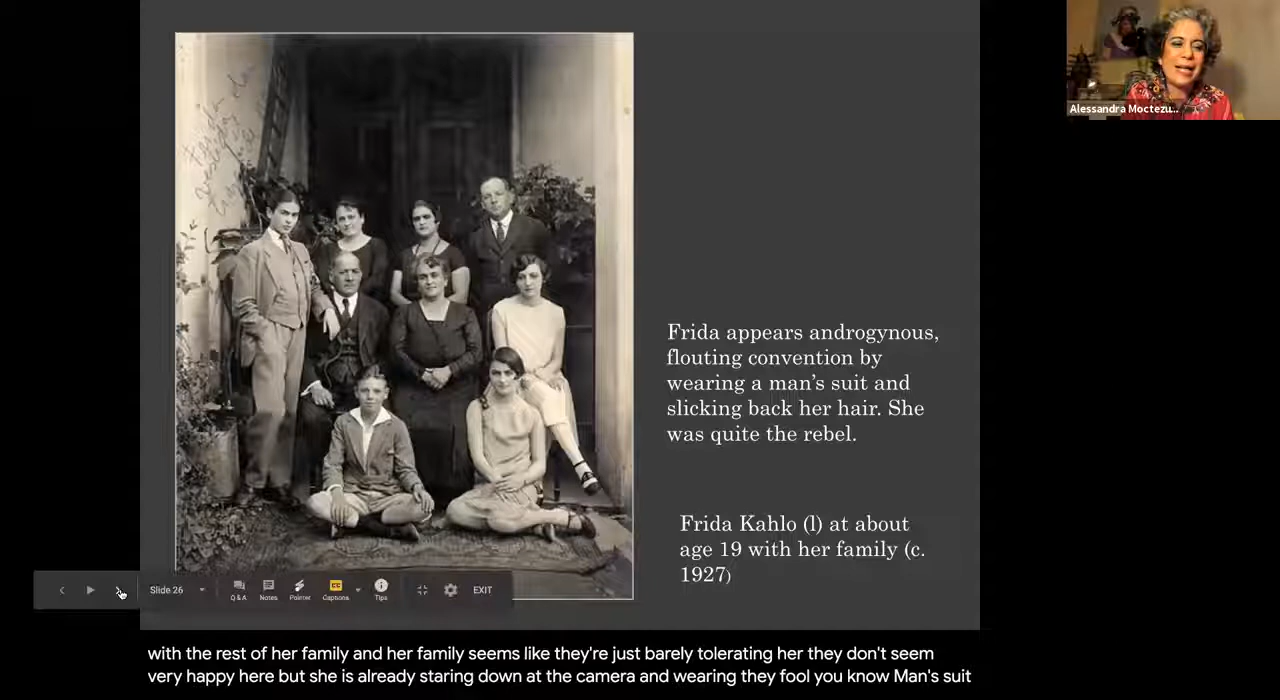 Alessandra Moctezu...
Frida appears androgynous,
flouting convention by
wearing a man's suit and
slicking back her hair. She
was quite the rebel.
Frida Kahlo (l) at about
age 19 with her family (c.
1927)
Slide 26
Q & A
Notes
Pointer
CC
Captions
Tips
EXIT
with the rest of her family and her family seems like they're just barely tolerating her they don't seem
very happy here but she is already staring down at the camera and wearing they fool you know Man's suit